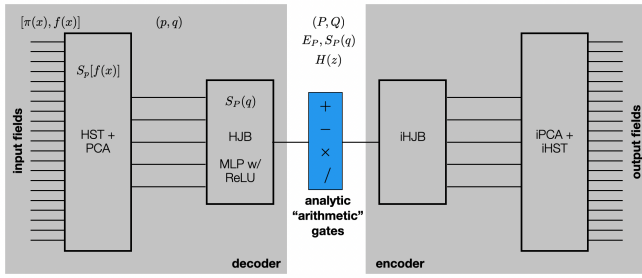 [π(x), f(x)]
(p, q)
(P, Q)
E_P, S_P(q)
H(z)
input fields
S_p[f(x)]
HST +
PCA
S_P(q)
HJB
MLP w/
ReLU
+
−
×
/
analytic
“arithmetic”
gates
iHJB
iPCA +
iHST
output fields
decoder
encoder